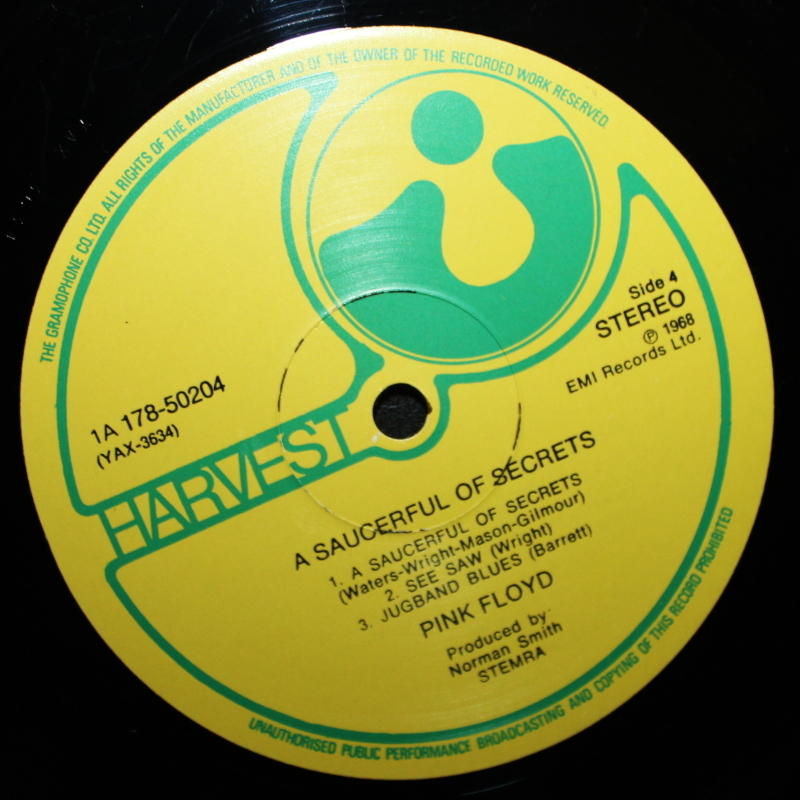 THE GRAMOPHONE CO. LTD. ALL RIGHTS OF THE MANUFACTURER AND OF THE OWNER OF THE RECORDED WORK RESERVED.
Side 4
STEREO
℗ 1968
EMI Records Ltd.
1A 178-50204
(YAX-3634)
HARVEST
A SAUCERFUL OF SECRETS
1. A SAUCERFUL OF SECRETS
(Waters-Wright-Mason-Gilmour)
2. SEE SAW (Wright)
3. JUGBAND BLUES (Barrett)
PINK FLOYD
Produced by
Norman Smith
STEMRA
UNAUTHORISED PUBLIC PERFORMANCE BROADCASTING AND COPYING OF THIS RECORD PROHIBITED